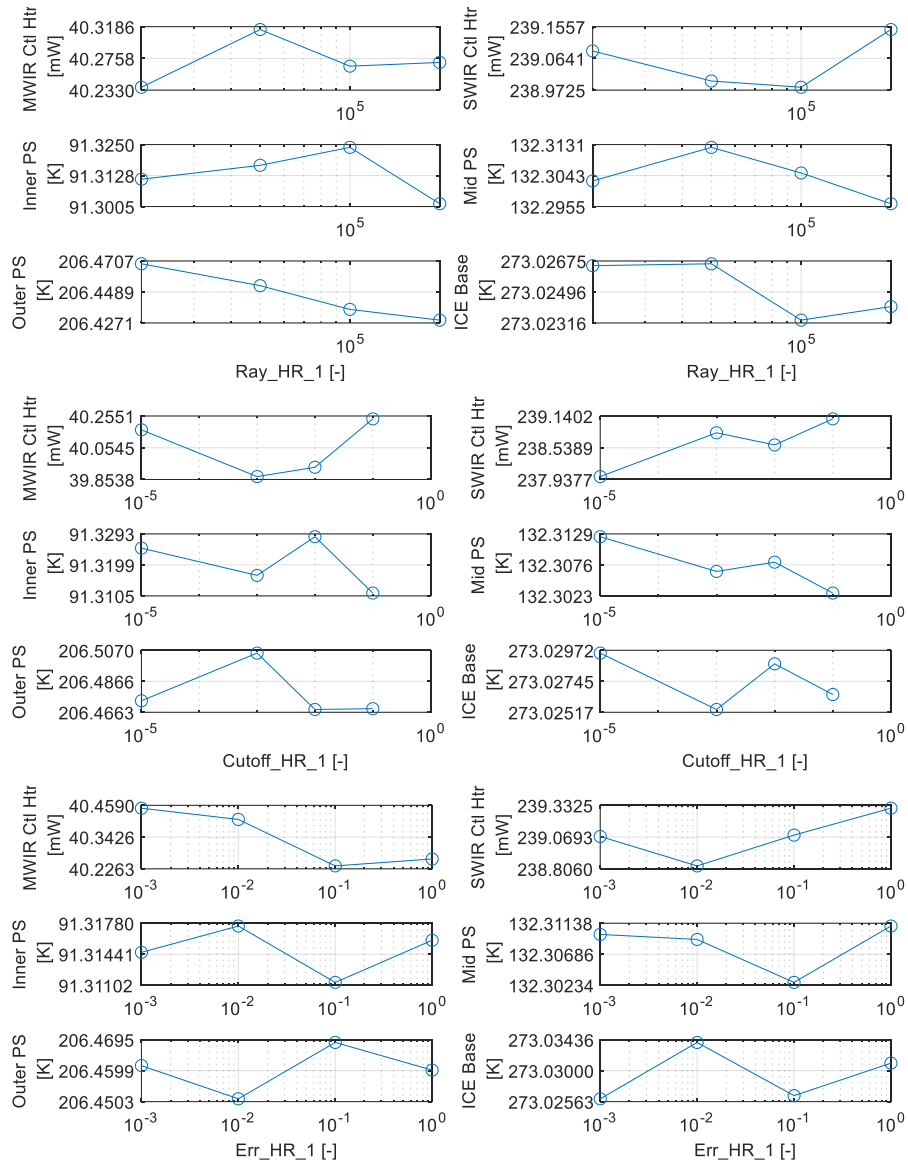 MWIR Ctl Htr [mW]
40.3186
40.2758
40.2330
10^5
SWIR Ctl Htr [mW]
239.1557
239.0641
238.9725
10^5
Inner PS [K]
91.3250
91.3128
91.3005
10^5
Mid PS [K]
132.3131
132.3043
132.2955
10^5
Outer PS [K]
206.4707
206.4489
206.4271
10^5
Ray_HR_1 [-]
ICE Base [K]
273.02675
273.02496
273.02316
10^5
Ray_HR_1 [-]
MWIR Ctl Htr [mW]
40.2551
40.0545
39.8538
10^-5 10^0
SWIR Ctl Htr [mW]
239.1402
238.5389
237.9377
10^-5 10^0
Inner PS [K]
91.3293
91.3199
91.3105
10^-5 10^0
Mid PS [K]
132.3129
132.3076
132.3023
10^-5 10^0
Outer PS [K]
206.5070
206.4866
206.4663
10^-5 10^0
Cutoff_HR_1 [-]
ICE Base [K]
273.02972
273.02745
273.02517
10^-5 10^0
Cutoff_HR_1 [-]
MWIR Ctl Htr [mW]
40.4590
40.3426
40.2263
10^-3 10^-2 10^-1 10^0
SWIR Ctl Htr [mW]
239.3325
239.0693
238.8060
10^-3 10^-2 10^-1 10^0
Inner PS [K]
91.31780
91.31441
91.31102
10^-3 10^-2 10^-1 10^0
Mid PS [K]
132.31138
132.30686
132.30234
10^-3 10^-2 10^-1 10^0
Outer PS [K]
206.4695
206.4599
206.4503
10^-3 10^-2 10^-1 10^0
Err_HR_1 [-]
ICE Base [K]
273.03436
273.03000
273.02563
10^-3 10^-2 10^-1 10^0
Err_HR_1 [-]